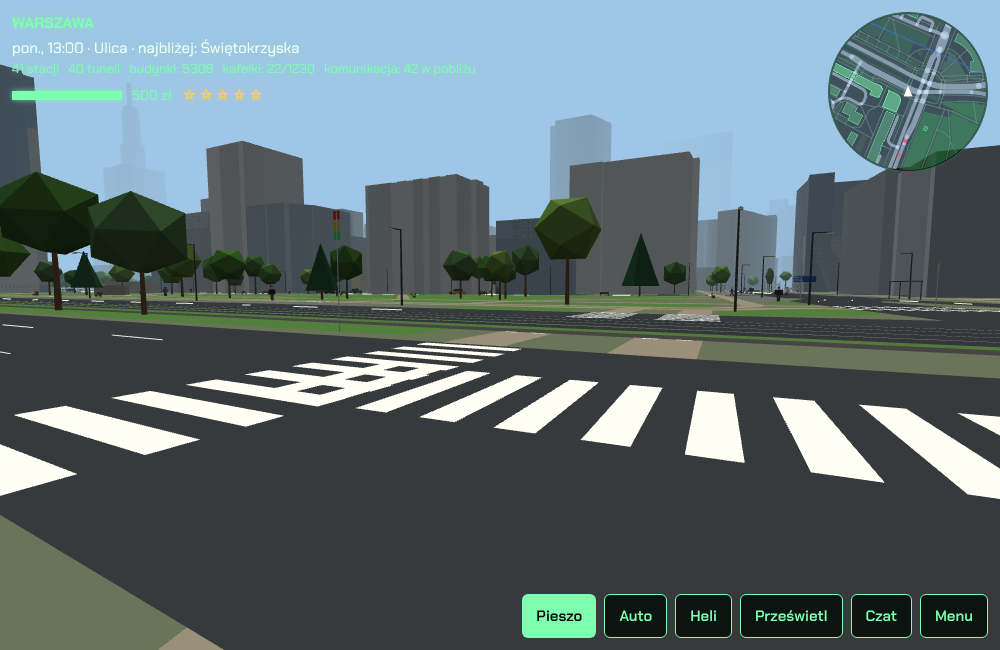 WARSZAWA
pon., 13:00 · Ulica · najbliżej: Świętokrzyska
41 stacji · 40 tuneli · budynki: 5308 · kafelki: 22/1230 · komunikacja: 42 w pobliżu
500 zł ☆ ☆ ☆ ☆ ☆
Pieszo Auto Heli Prześwietl Czat Menu